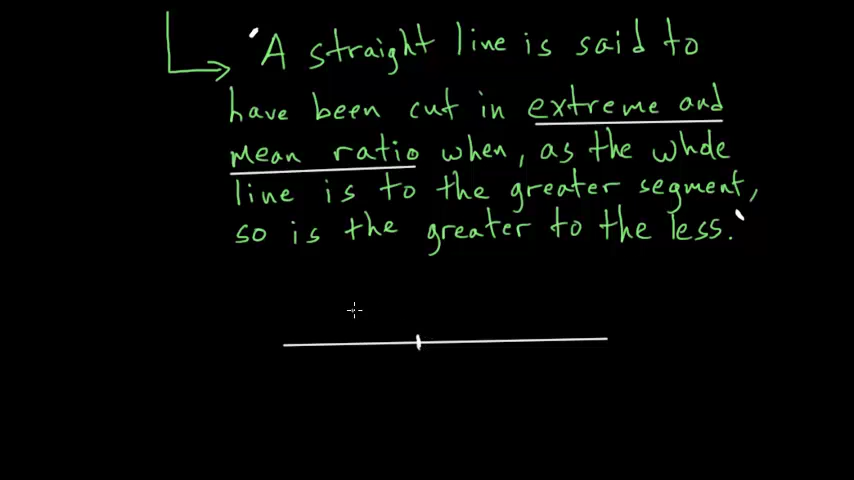 'A straight line is said to
have been cut in extreme and
mean ratio when, as the whole
line is to the greater segment,
so is the greater to the less.'